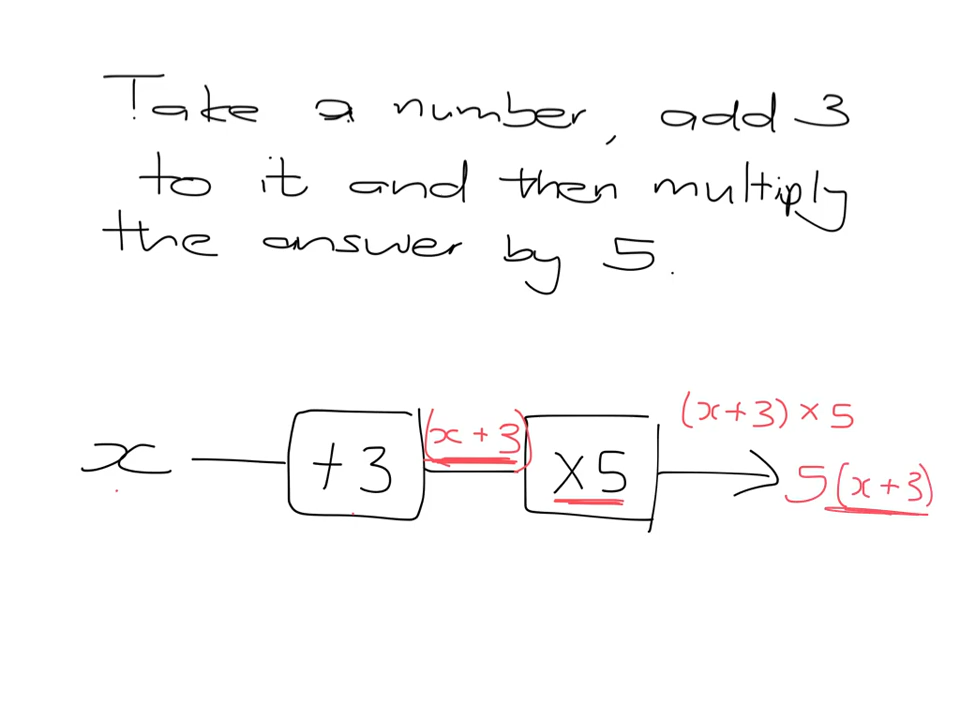 Take a number, add 3
to it and then multiply
the answer by 5.
(x+3) × 5
x +3 (x+3) ×5 5(x+3)